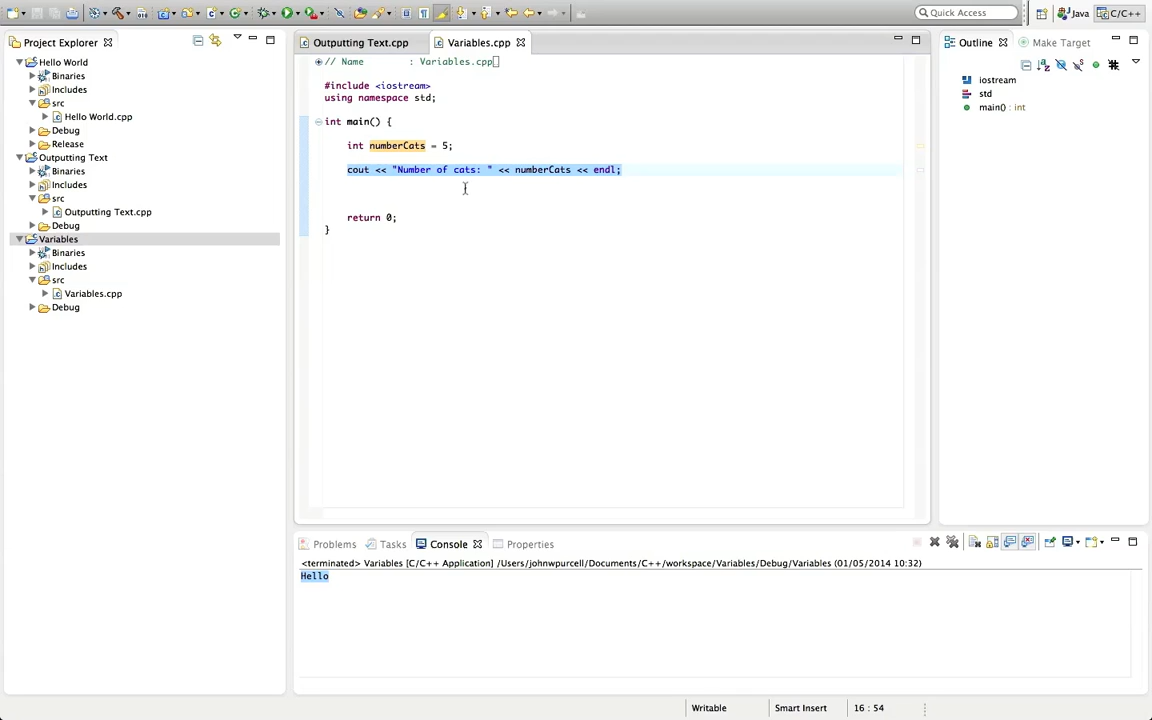 Quick Access
Java
C/C++
Project Explorer
Hello World
Binaries
Includes
src
Hello World.cpp
Debug
Release
Outputting Text
Binaries
Includes
src
Outputting Text.cpp
Debug
Variables
Binaries
Includes
src
Variables.cpp
Debug
Outputting Text.cpp
Variables.cpp
// Name        : Variables.cpp
#include <iostream>
using namespace std;
int main() {
int numberCats = 5;
cout << "Number of cats: " << numberCats << endl;
return 0;
}
Outline
Make Target
iostream
std
main() : int
Problems
Tasks
Console
Properties
<terminated> Variables [C/C++ Application] /Users/johnwpurcell/Documents/C++/workspace/Variables/Debug/Variables (01/05/2014 10:32)
Hello
Writable
Smart Insert
16 : 54